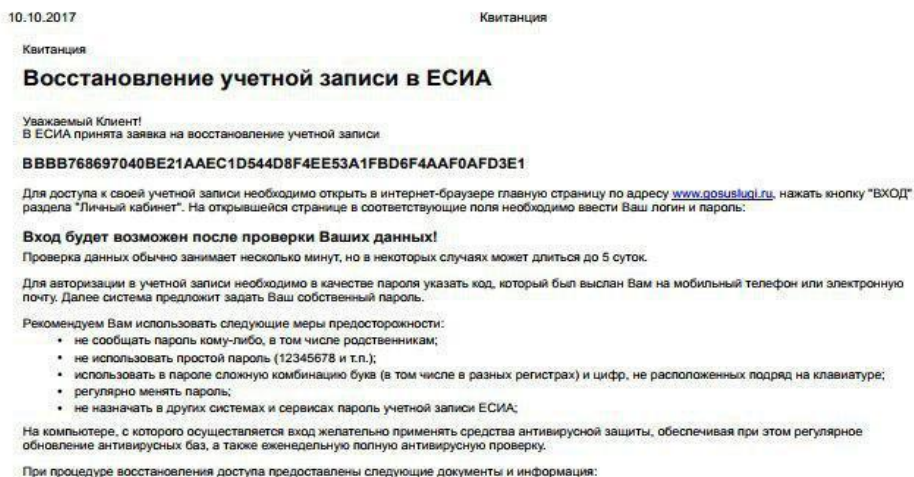 10.10.2017 Квитанция
Квитанция
Восстановление учетной записи в ЕСИА
Уважаемый Клиент!
В ЕСИА принята заявка на восстановление учетной записи
BBBB768697040BE21AAEC1D544D8F4EE53A1FBD6F4AAF0AFD3E1
Для доступа к своей учетной записи необходимо открыть в интернет-браузере главную страницу по адресу www.gosuslugi.ru, нажать кнопку "ВХОД"
раздела "Личный кабинет". На открывшейся странице в соответствующие поля необходимо ввести Ваш логин и пароль:
Вход будет возможен после проверки Ваших данных!
Проверка данных обычно занимает несколько минут, но в некоторых случаях может длиться до 5 суток.
Для авторизации в учетной записи необходимо в качестве пароля указать код, который был выслан Вам на мобильный телефон или электронную
почту. Далее система предложит задать Ваш собственный пароль.
Рекомендуем Вам использовать следующие меры предосторожности:
• не сообщать пароль кому-либо, в том числе родственникам;
• не использовать простой пароль (12345678 и т.п.);
• использовать в пароле сложную комбинацию букв (в том числе в разных регистрах) и цифр, не расположенных подряд на клавиатуре;
• регулярно менять пароль;
• не назначать в других системах и сервисах пароль учетной записи ЕСИА;
На компьютере, с которого осуществляется вход желательно применять средства антивирусной защиты, обеспечивая при этом регулярное
обновление антивирусных баз, а также еженедельную полную антивирусную проверку.
При процедуре восстановления доступа предоставлены следующие документы и информация: